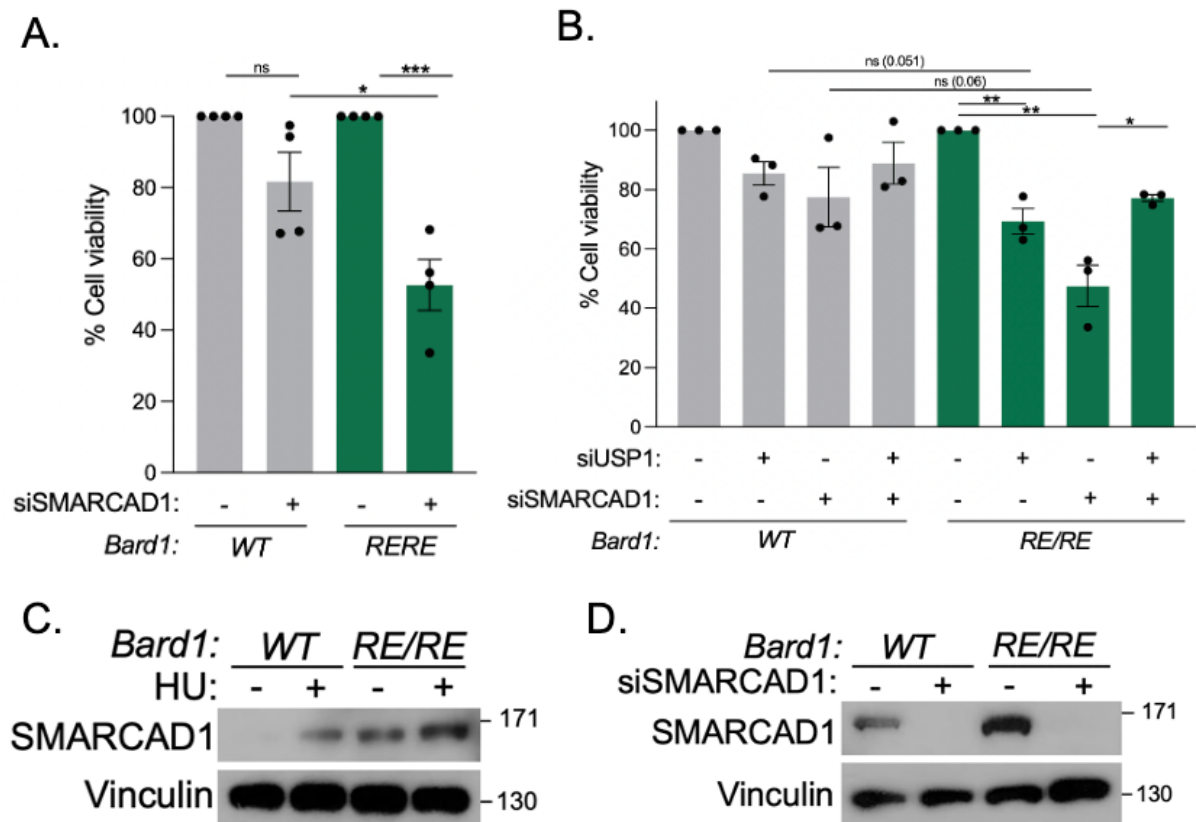 A.
ns
***
*
% Cell viability
100
80
60
40
20
0
siSMARCAD1: - + - +
Bard1: WT RERE
B.
ns (0.051)
ns (0.06)
**
**
*
% Cell viability
100
80
60
40
20
0
siUSP1: - + - + - + - +
siSMARCAD1: - - + + - - + +
Bard1: WT RE/RE
C.
Bard1: WT RE/RE
HU: - + - +
SMARCAD1 - 171
Vinculin - 130
D.
Bard1: WT RE/RE
siSMARCAD1: - + - +
SMARCAD1 - 171
Vinculin - 130